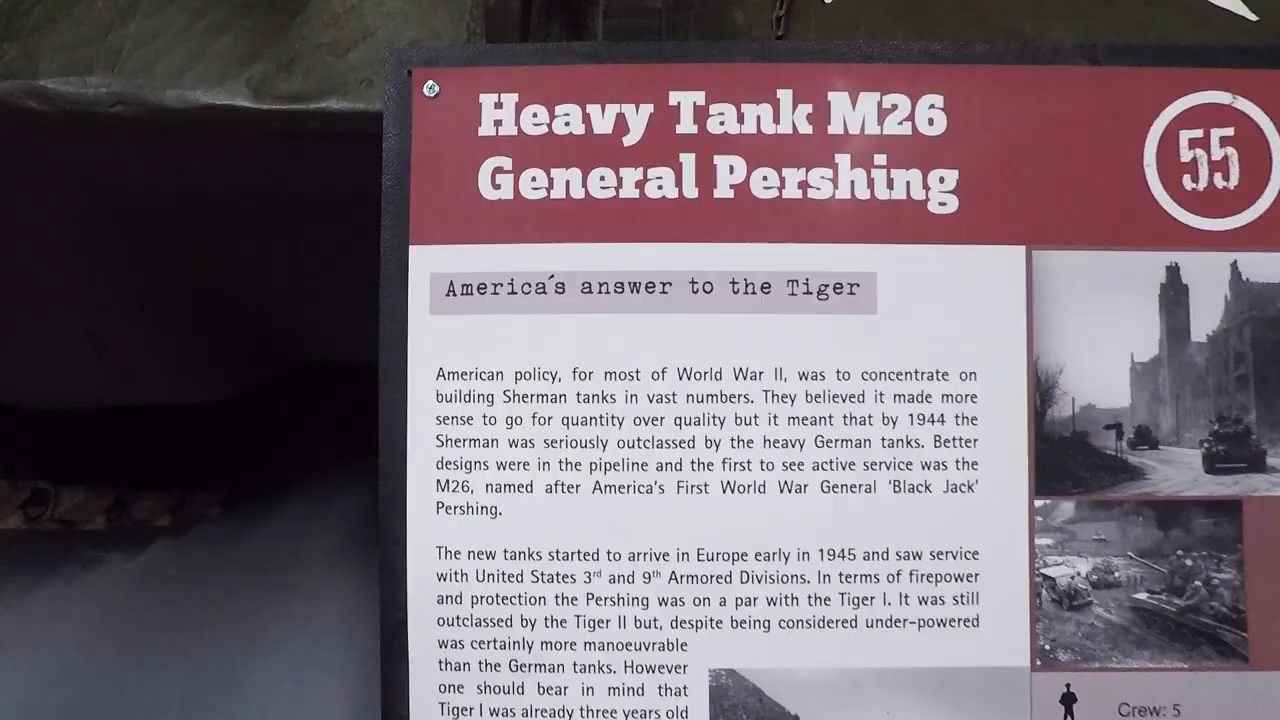 Heavy Tank M26
General Pershing
55
America's answer to the Tiger
American policy, for most of World War II, was to concentrate on
building Sherman tanks in vast numbers. They believed it made more
sense to go for quantity over quality but it meant that by 1944 the
Sherman was seriously outclassed by the heavy German tanks. Better
designs were in the pipeline and the first to see active service was the
M26, named after America's First World War General 'Black Jack'
Pershing.
The new tanks started to arrive in Europe early in 1945 and saw service
with United States 3rd and 9th Armored Divisions. In terms of firepower
and protection the Pershing was on a par with the Tiger I. It was still
outclassed by the Tiger II but, despite being considered under-powered
was certainly more manoeuvrable
than the German tanks. However
one should bear in mind that
Tiger I was already three years old
Crew: 5